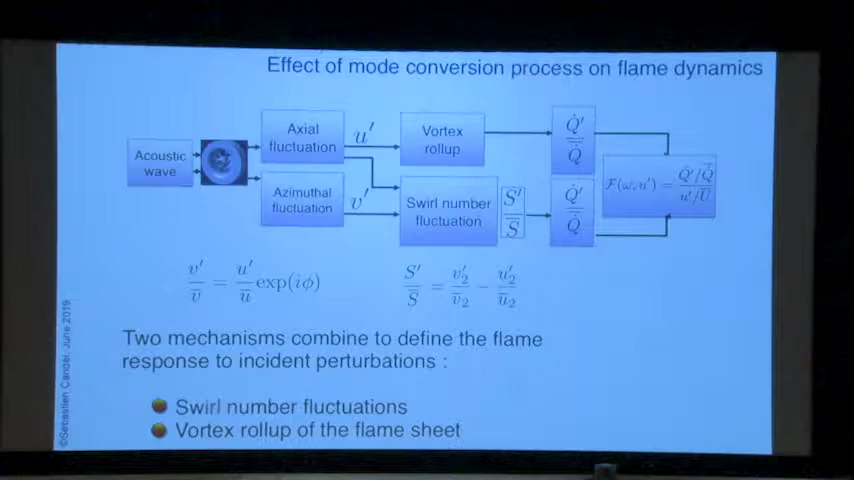 Effect of mode conversion process on flame dynamics
Acoustic
wave
Axial
fluctuation
u'
Azimuthal
fluctuation
v'
Vortex
rollup
Swirl number
fluctuation
S'/S̅
Q̇'/Q̇̅
Q̇'/Q̇̅
F(ω, u') = (Q̇'/Q̇̅)/(u'/U̅)
v'/v̅ = u'/u̅ exp(iϕ)
S'/S̅ = v'₂/v̅₂ − u'₂/u̅₂
Two mechanisms combine to define the flame
response to incident perturbations :
Swirl number fluctuations
Vortex rollup of the flame sheet
©Sebastien Candel, June 2019